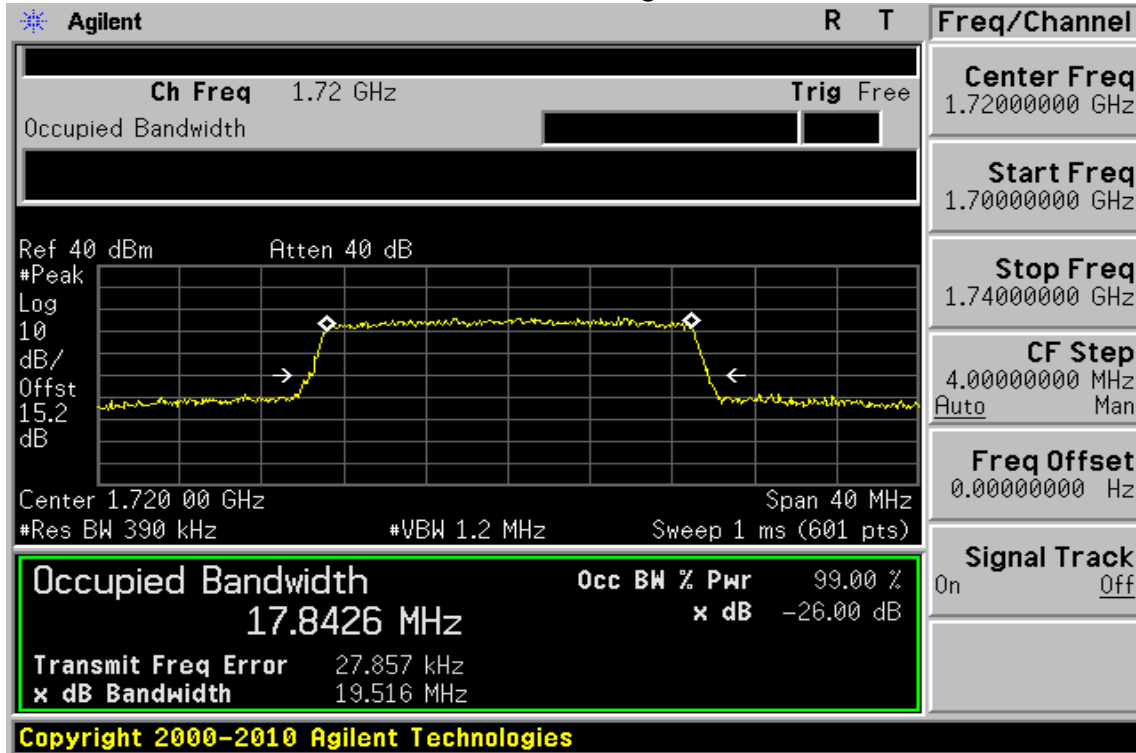 Agilent R T
Freq/Channel
Ch Freq 1.72 GHz Trig Free
Occupied Bandwidth
Center Freq
1.72000000 GHz
Start Freq
1.70000000 GHz
Stop Freq
1.74000000 GHz
CF Step
4.00000000 MHz
Auto Man
Freq Offset
0.00000000 Hz
Signal Track
On Off
Ref 40 dBm Atten 40 dB
#Peak
Log
10
dB/
Offst
15.2
dB
Center 1.720 00 GHz Span 40 MHz
#Res BW 390 kHz #VBW 1.2 MHz Sweep 1 ms (601 pts)
Occupied Bandwidth Occ BW % Pwr 99.00 %
17.8426 MHz x dB -26.00 dB
Transmit Freq Error 27.857 kHz
x dB Bandwidth 19.516 MHz
Copyright 2000-2010 Agilent Technologies